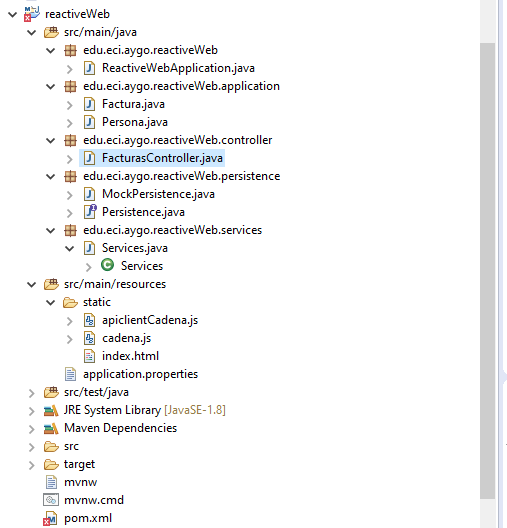 reactiveWeb
src/main/java
edu.eci.aygo.reactiveWeb
ReactiveWebApplication.java
edu.eci.aygo.reactiveWeb.application
Factura.java
Persona.java
edu.eci.aygo.reactiveWeb.controller
FacturasController.java
edu.eci.aygo.reactiveWeb.persistence
MockPersistence.java
Persistence.java
edu.eci.aygo.reactiveWeb.services
Services.java
Services
src/main/resources
static
apiclientCadena.js
cadena.js
index.html
application.properties
src/test/java
JRE System Library [JavaSE-1.8]
Maven Dependencies
src
target
mvnw
mvnw.cmd
pom.xml